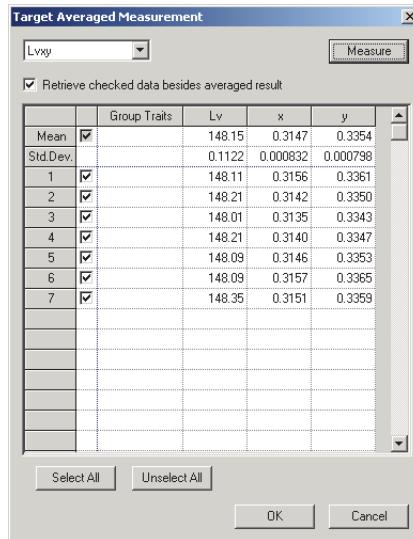 Target Averaged Measurement
Lvxy
Measure
Retrieve checked data besides averaged result
Group Traits Lv x y
Mean 148.15 0.3147 0.3354
Std.Dev. 0.1122 0.000832 0.000798
1 148.11 0.3156 0.3361
2 148.21 0.3142 0.3350
3 148.01 0.3135 0.3343
4 148.21 0.3140 0.3347
5 148.09 0.3146 0.3353
6 148.09 0.3157 0.3365
7 148.35 0.3151 0.3359
Select All Unselect All
OK Cancel